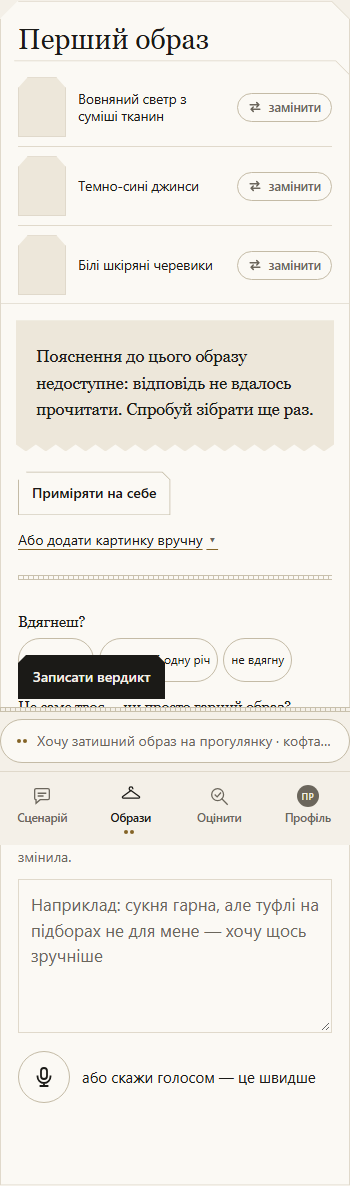 Перший образ
Вовняний светр з
суміші тканин
замінити
Темно-сині джинси
замінити
Білі шкіряні черевики
замінити
Пояснення до цього образу
недоступне: відповідь не вдалось
прочитати. Спробуй зібрати ще раз.
Приміряти на себе
Або додати картинку вручну
Вдягнеш?
одну річ
не вдягну
Записати вердикт
Хочу затишний образ на прогулянку · кофта...
Сценарій
Образи
Оцінити
ПР
Профіль
змінила.
Наприклад: сукня гарна, але туфлі на
підборах не для мене — хочу щось
зручніше
або скажи голосом — це швидше